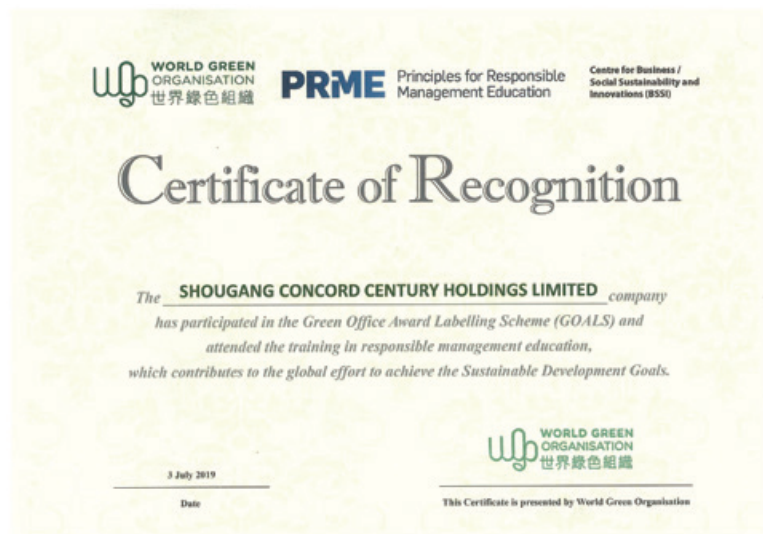 WORLD GREEN
ORGANISATION
世界綠色組織
PRiME
Principles for Responsible
Management Education
Centre for Business /
Social Sustainability and
Innovations (BSSI)
Certificate of Recognition
The SHOUGANG CONCORD CENTURY HOLDINGS LIMITED company
has participated in the Green Office Award Labelling Scheme (GOALS) and
attended the training in responsible management education,
which contributes to the global effort to achieve the Sustainable Development Goals.
WORLD GREEN
ORGANISATION
世界綠色組織
3 July 2019
Date
This Certificate is presented by World Green Organisation